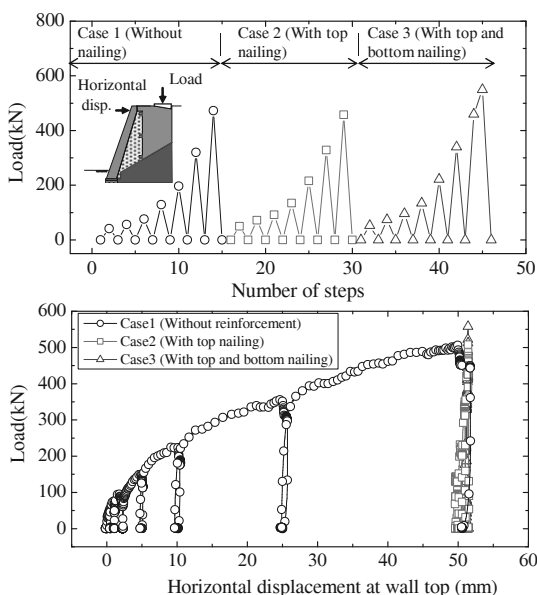 Case 1 (Without nailing)
Case 2 (With top nailing)
Case 3 (With top and bottom nailing)
Horizontal disp.
Load
Load(kN)
800
600
400
200
0
0 10 20 30 40 50
Number of steps
Case1 (Without reinforcement)
Case2 (With top nailing)
Case3 (With top and bottom nailing)
Load(kN)
600
500
400
300
200
100
0
0 10 20 30 40 50 60
Horizontal displacement at wall top (mm)